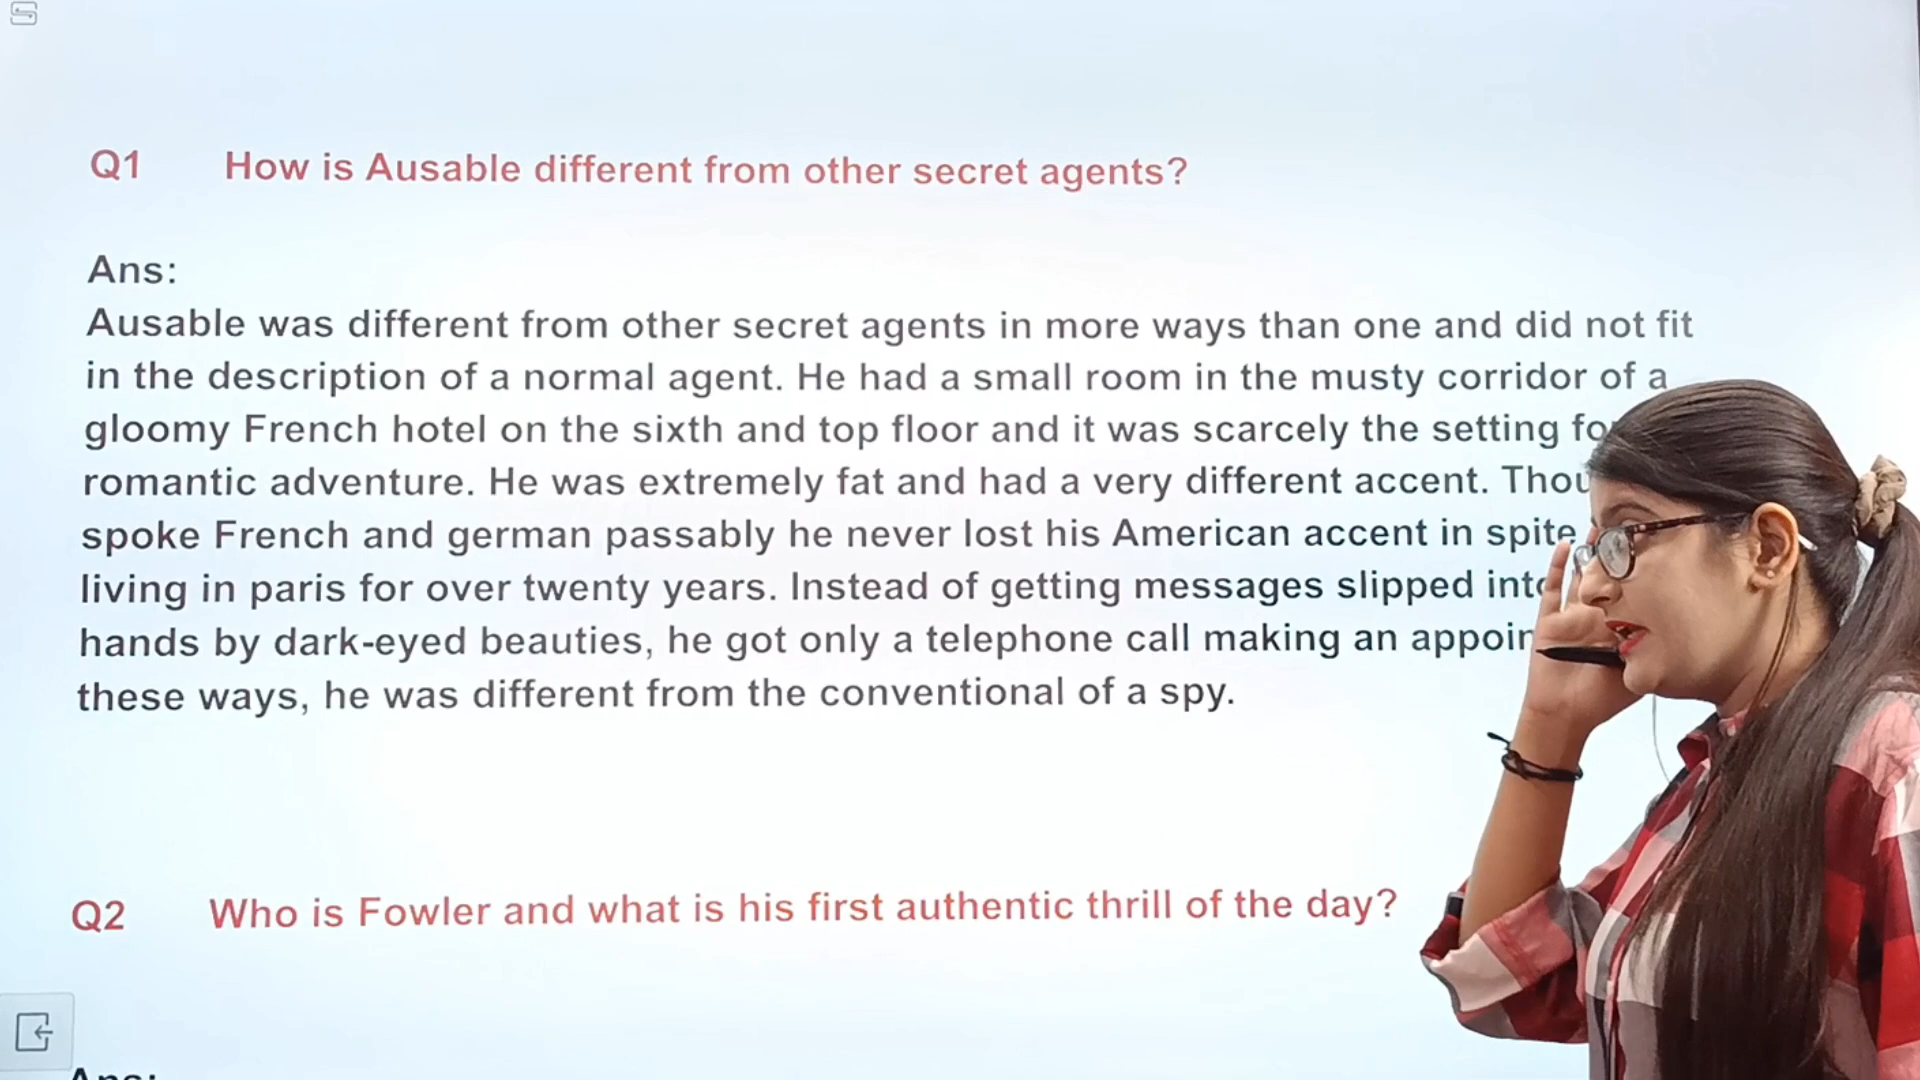 Q1 How is Ausable different from other secret agents?
Ans:
Ausable was different from other secret agents in more ways than one and did not fit
in the description of a normal agent. He had a small room in the musty corridor of a
gloomy French hotel on the sixth and top floor and it was scarcely the setting
romantic adventure. He was extremely fat and had a very different accent.
spoke French and german passably he never lost his American accent in spite
living in paris for over twenty years. Instead of getting messages slipped
hands by dark-eyed beauties, he got only a telephone call making an
these ways, he was different from the conventional of a spy.
Q2 Who is Fowler and what is his first authentic thrill of the day?